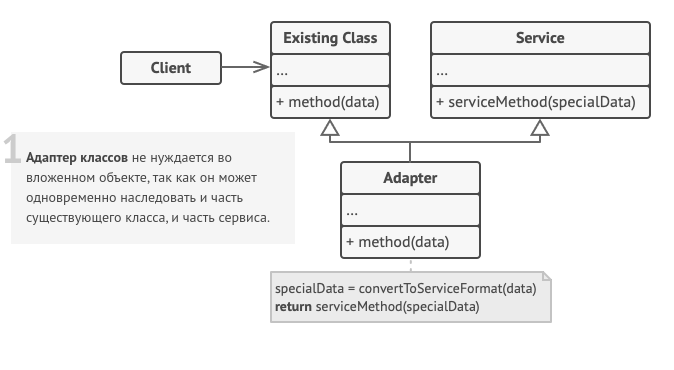 Existing Class
...
+ method(data)
Service
...
+ serviceMethod(specialData)
Client
1
Адаптер классов не нуждается во
вложенном объекте, так как он может
одновременно наследовать и часть
существующего класса, и часть сервиса.
Adapter
...
+ method(data)
specialData = convertToServiceFormat(data)
return serviceMethod(specialData)